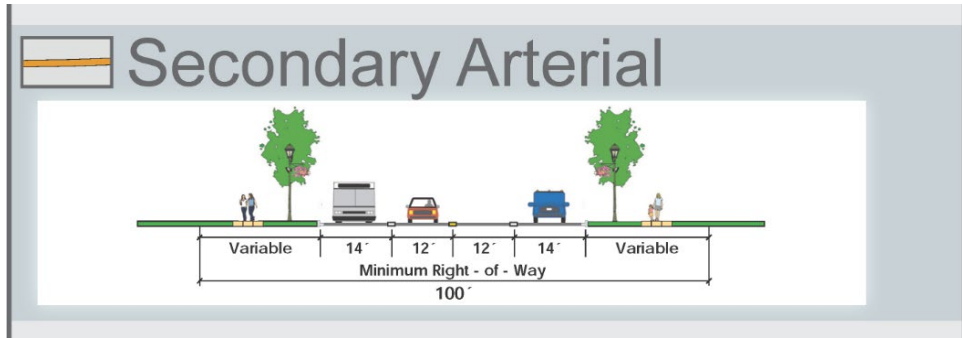 Secondary Arterial
Variable 14´ 12´ 12´ 14´ Variable
Minimum Right - of - Way
100´